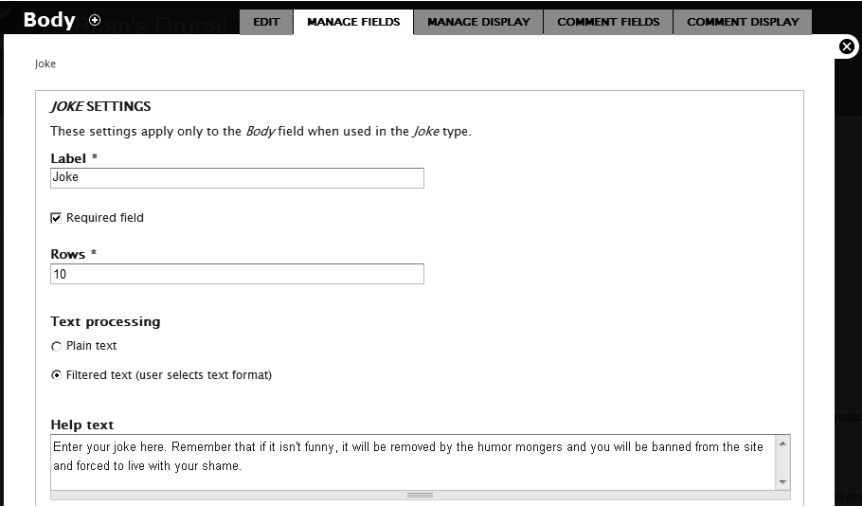 Body
EDIT
MANAGE FIELDS
MANAGE DISPLAY
COMMENT FIELDS
COMMENT DISPLAY
Joke
JOKE SETTINGS
These settings apply only to the Body field when used in the Joke type.
Label *
Joke
Required field
Rows *
10
Text processing
Plain text
Filtered text (user selects text format)
Help text
Enter your joke here. Remember that if it isn't funny, it will be removed by the humor mongers and you will be banned from the site
and forced to live with your shame.